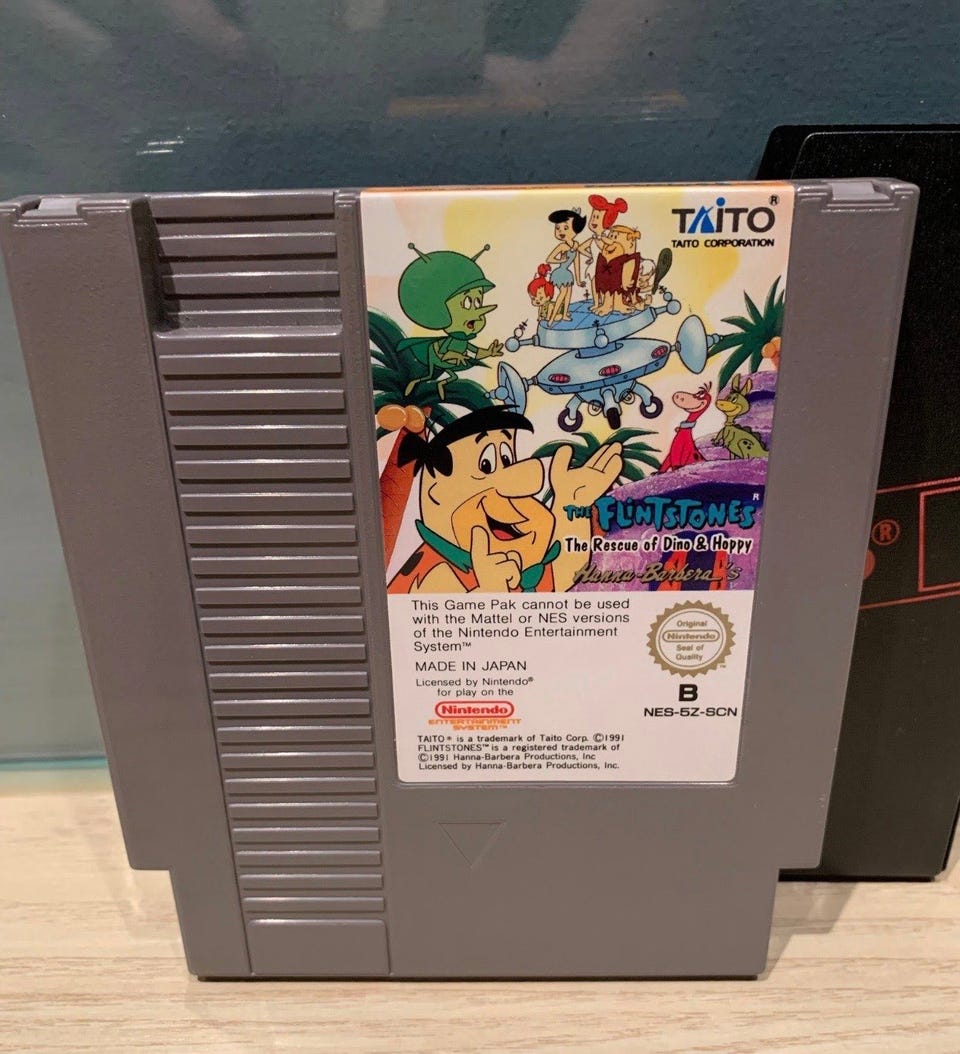 TAITO®
TAITO CORPORATION
THE FLINTSTONES®
The Rescue of Dino & Hoppy
Hanna-Barbera's
This Game Pak cannot be used
with the Mattel or NES versions
of the Nintendo Entertainment
System™
MADE IN JAPAN
Licensed by Nintendo®
for play on the
Nintendo
ENTERTAINMENT
SYSTEM™
Original
Nintendo
Seal of
Quality
™
B
NES-5Z-SCN
TAITO® is a trademark of Taito Corp. ©1991
FLINTSTONES™ is a registered trademark of
©1991 Hanna-Barbera Productions, Inc
Licensed by Hanna-Barbera Productions, Inc.
®